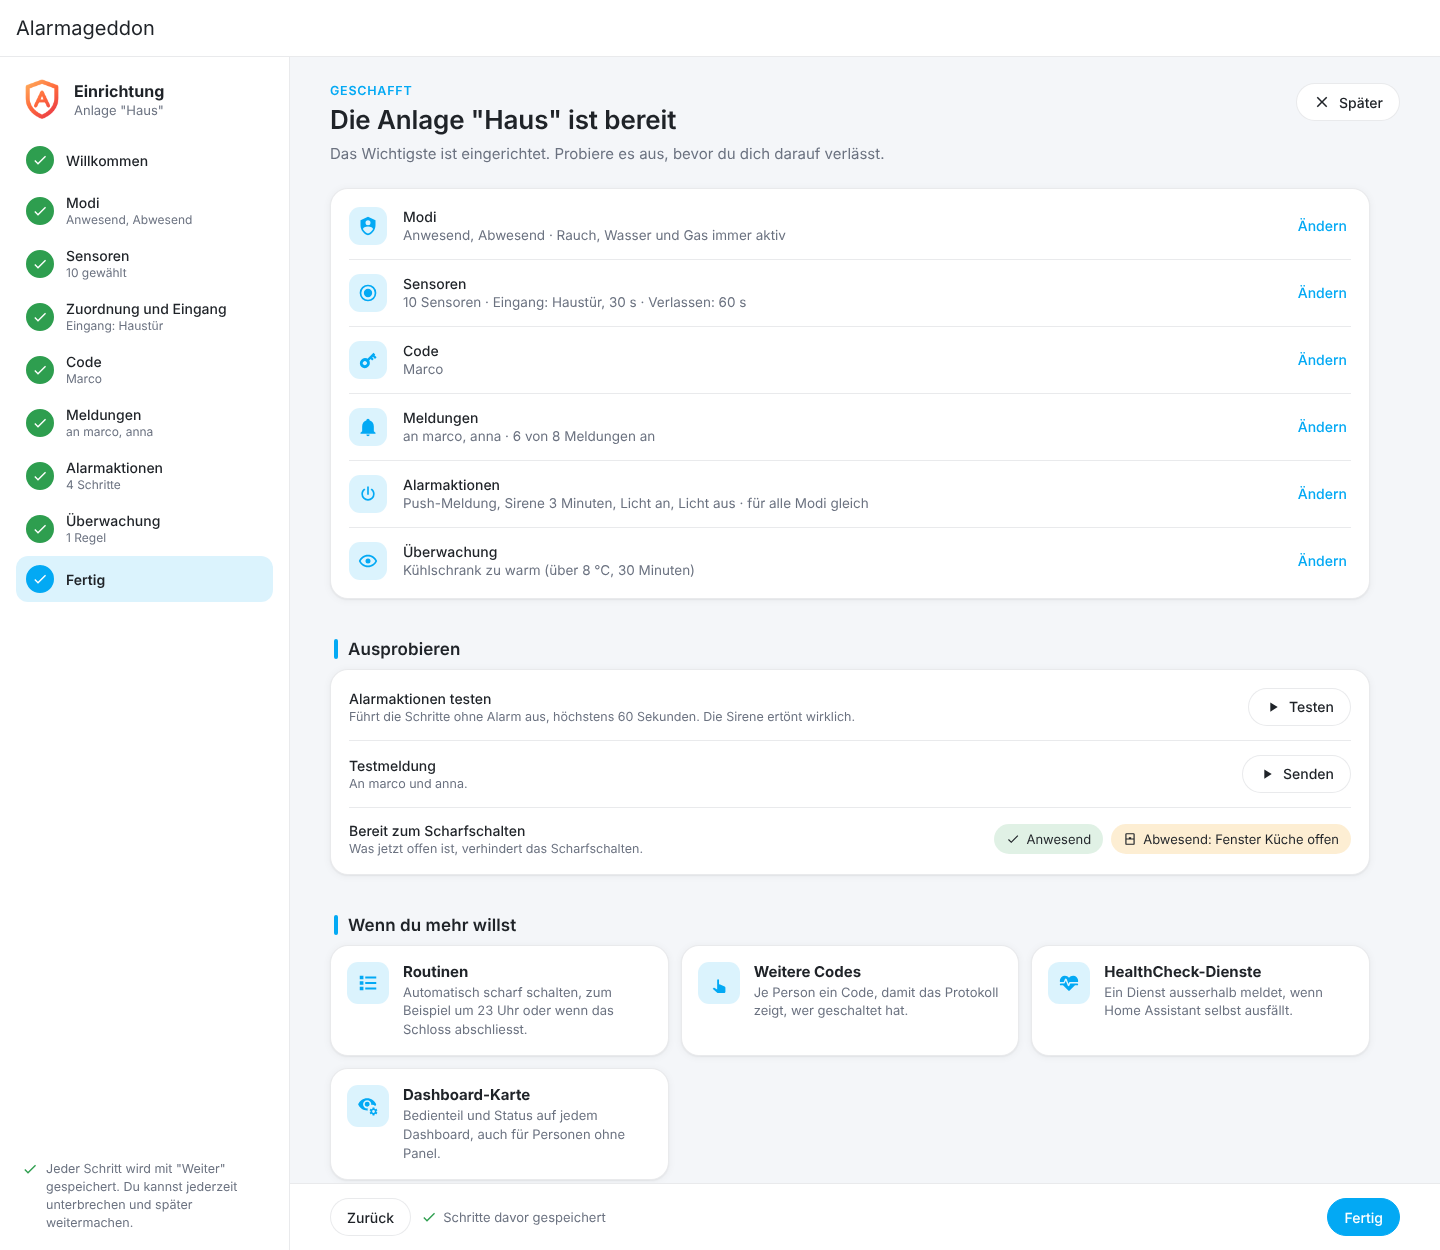 Alarmageddon
Einrichtung
Anlage "Haus"
Willkommen
Modi
Anwesend, Abwesend
Sensoren
10 gewählt
Zuordnung und Eingang
Eingang: Haustür
Code
Marco
Meldungen
an marco, anna
Alarmaktionen
4 Schritte
Überwachung
1 Regel
Fertig
Jeder Schritt wird mit "Weiter"
gespeichert. Du kannst jederzeit
unterbrechen und später
weitermachen.
GESCHAFFT
Die Anlage "Haus" ist bereit
Das Wichtigste ist eingerichtet. Probiere es aus, bevor du dich darauf verlässt.
Später
Modi
Anwesend, Abwesend · Rauch, Wasser und Gas immer aktiv
Ändern
Sensoren
10 Sensoren · Eingang: Haustür, 30 s · Verlassen: 60 s
Ändern
Code
Marco
Ändern
Meldungen
an marco, anna · 6 von 8 Meldungen an
Ändern
Alarmaktionen
Push-Meldung, Sirene 3 Minuten, Licht an, Licht aus · für alle Modi gleich
Ändern
Überwachung
Kühlschrank zu warm (über 8 °C, 30 Minuten)
Ändern
Ausprobieren
Alarmaktionen testen
Führt die Schritte ohne Alarm aus, höchstens 60 Sekunden. Die Sirene ertönt wirklich.
Testen
Testmeldung
An marco und anna.
Senden
Bereit zum Scharfschalten
Was jetzt offen ist, verhindert das Scharfschalten.
Anwesend
Abwesend: Fenster Küche offen
Wenn du mehr willst
Routinen
Automatisch scharf schalten, zum
Beispiel um 23 Uhr oder wenn das
Schloss abschliesst.
Weitere Codes
Je Person ein Code, damit das Protokoll
zeigt, wer geschaltet hat.
HealthCheck-Dienste
Ein Dienst ausserhalb meldet, wenn
Home Assistant selbst ausfällt.
Dashboard-Karte
Bedienteil und Status auf jedem
Dashboard, auch für Personen ohne
Panel.
Zurück
Schritte davor gespeichert
Fertig